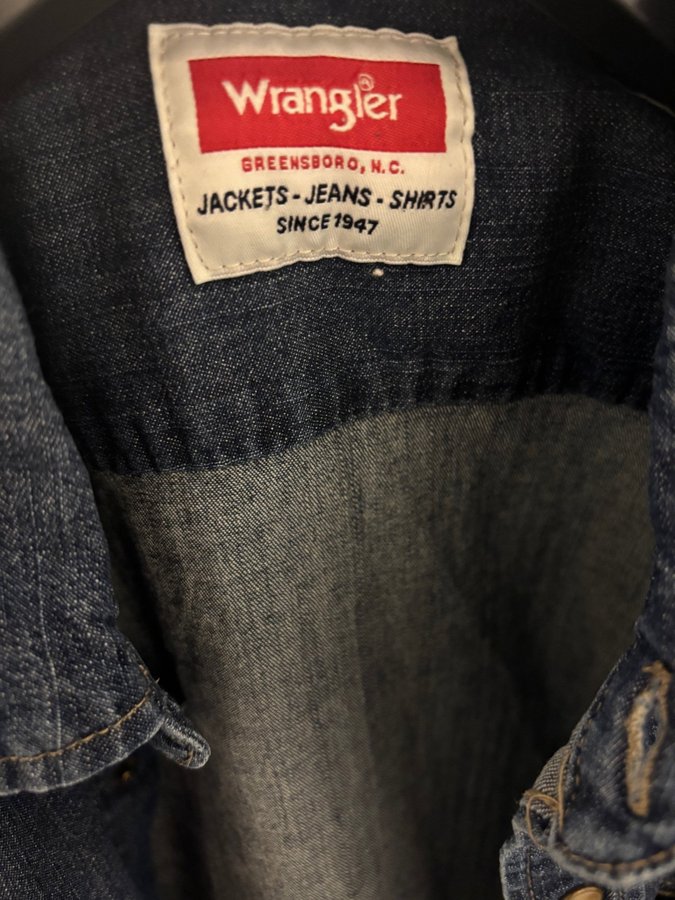 Wrangler®
GREENSBORO, N.C.
JACKETS - JEANS - SHIRTS
SINCE 1947